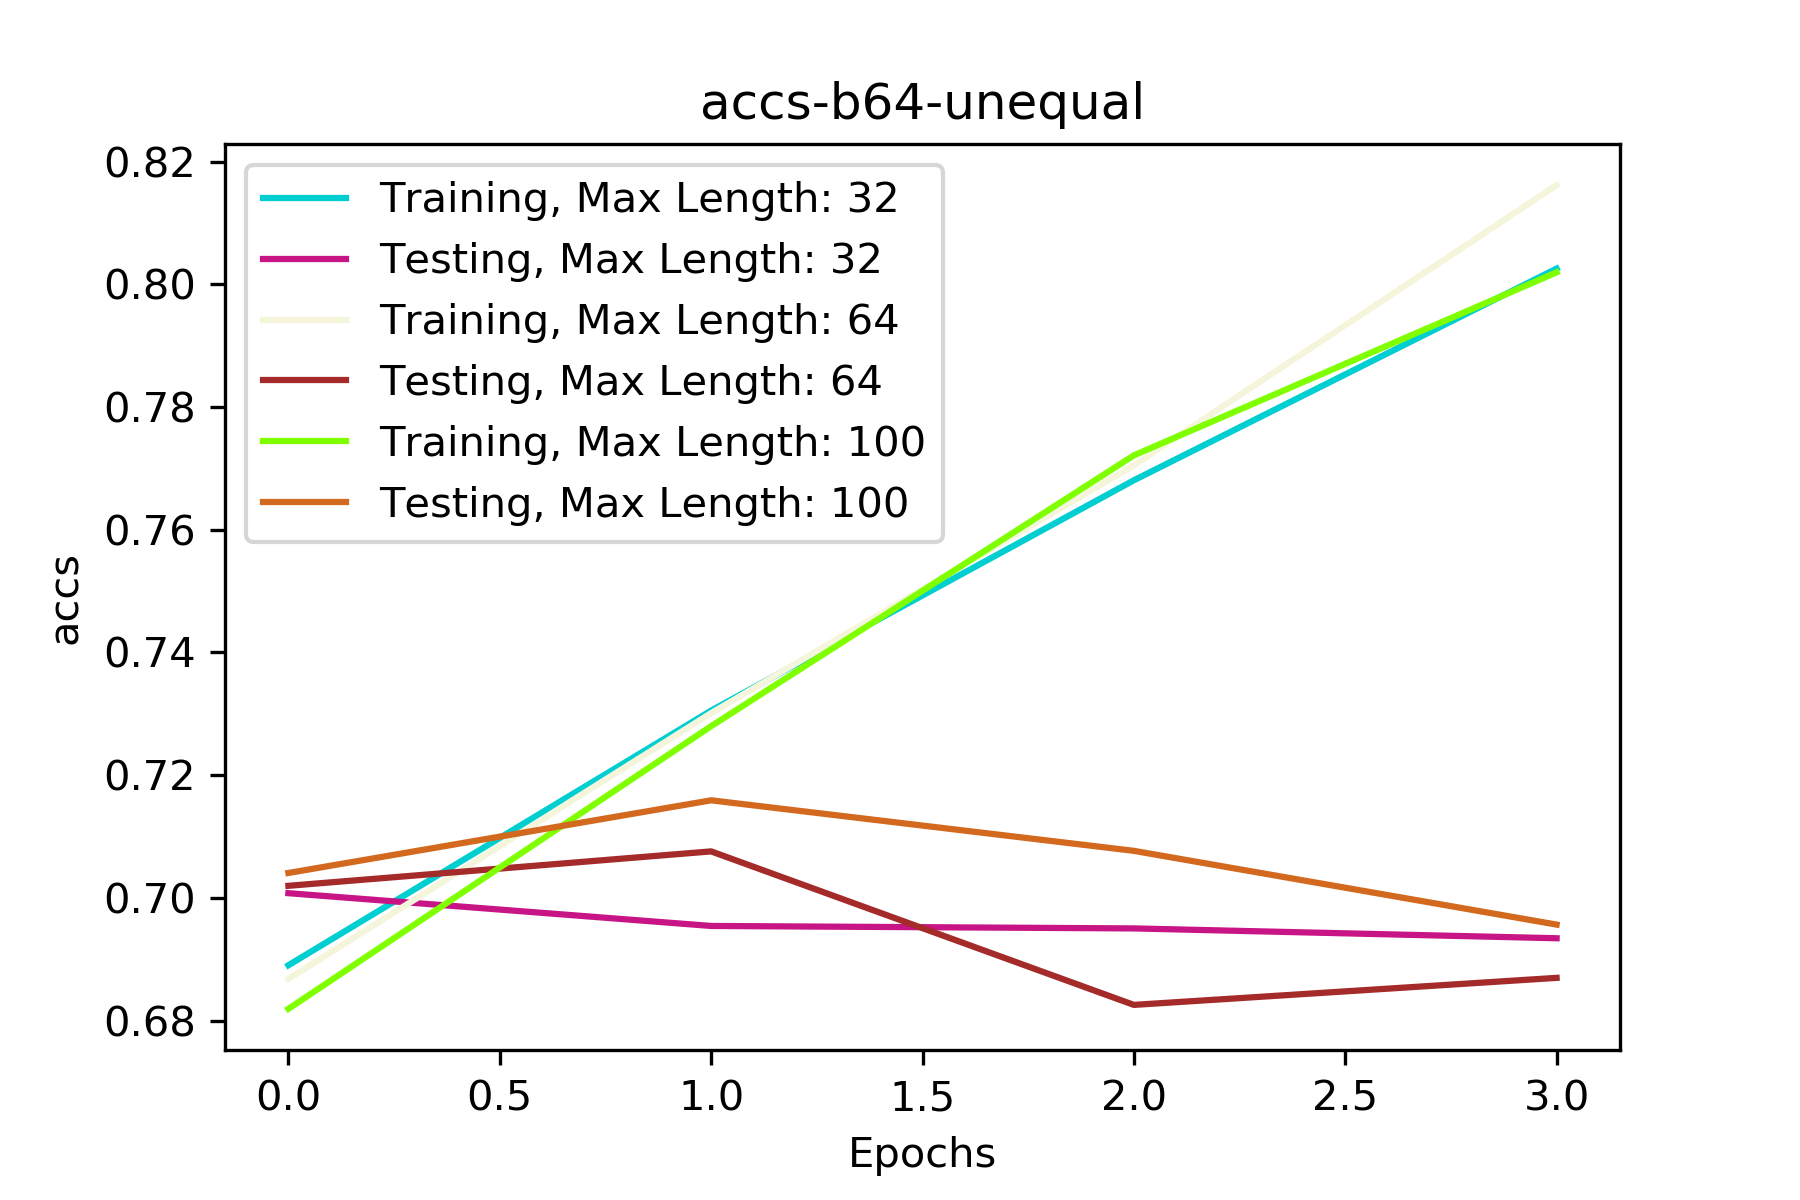 accs-b64-unequal
0.82
0.80
0.78
0.76
0.74
0.72
0.70
0.68
accs
Training, Max Length: 32
Testing, Max Length: 32
Training, Max Length: 64
Testing, Max Length: 64
Training, Max Length: 100
Testing, Max Length: 100
0.0 0.5 1.0 1.5 2.0 2.5 3.0
Epochs